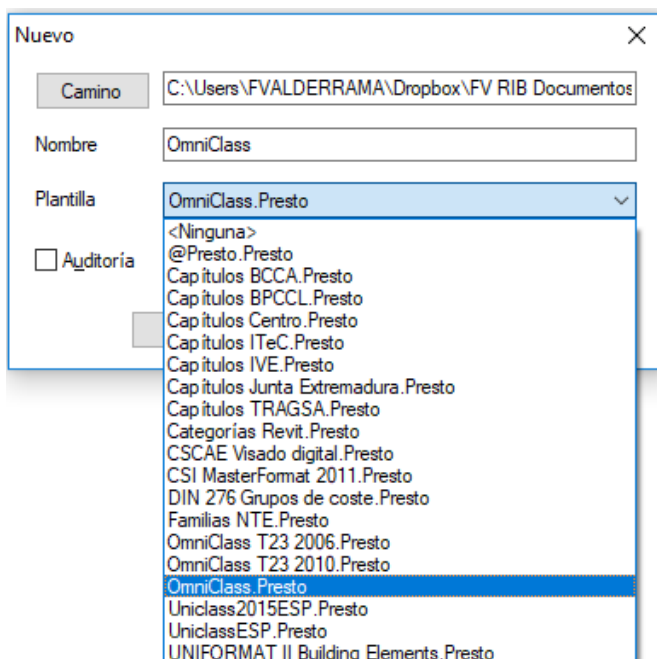 Nuevo
Camino C:\Users\FVALDERRAMA\Dropbox\FV RIB Documentos
Nombre OmniClass
Plantilla OmniClass.Presto
Auditoría
<Ninguna>
@Presto.Presto
Capítulos BCCA.Presto
Capítulos BPCCL.Presto
Capítulos Centro.Presto
Capítulos ITeC.Presto
Capítulos IVE.Presto
Capítulos Junta Extremadura.Presto
Capítulos TRAGSA.Presto
Categorías Revit.Presto
CSCAE Visado digital.Presto
CSI MasterFormat 2011.Presto
DIN 276 Grupos de coste.Presto
Familias NTE.Presto
OmniClass T23 2006.Presto
OmniClass T23 2010.Presto
OmniClass.Presto
Uniclass2015ESP.Presto
UniclassESP.Presto
UNIFORMAT II Building Elements.Presto